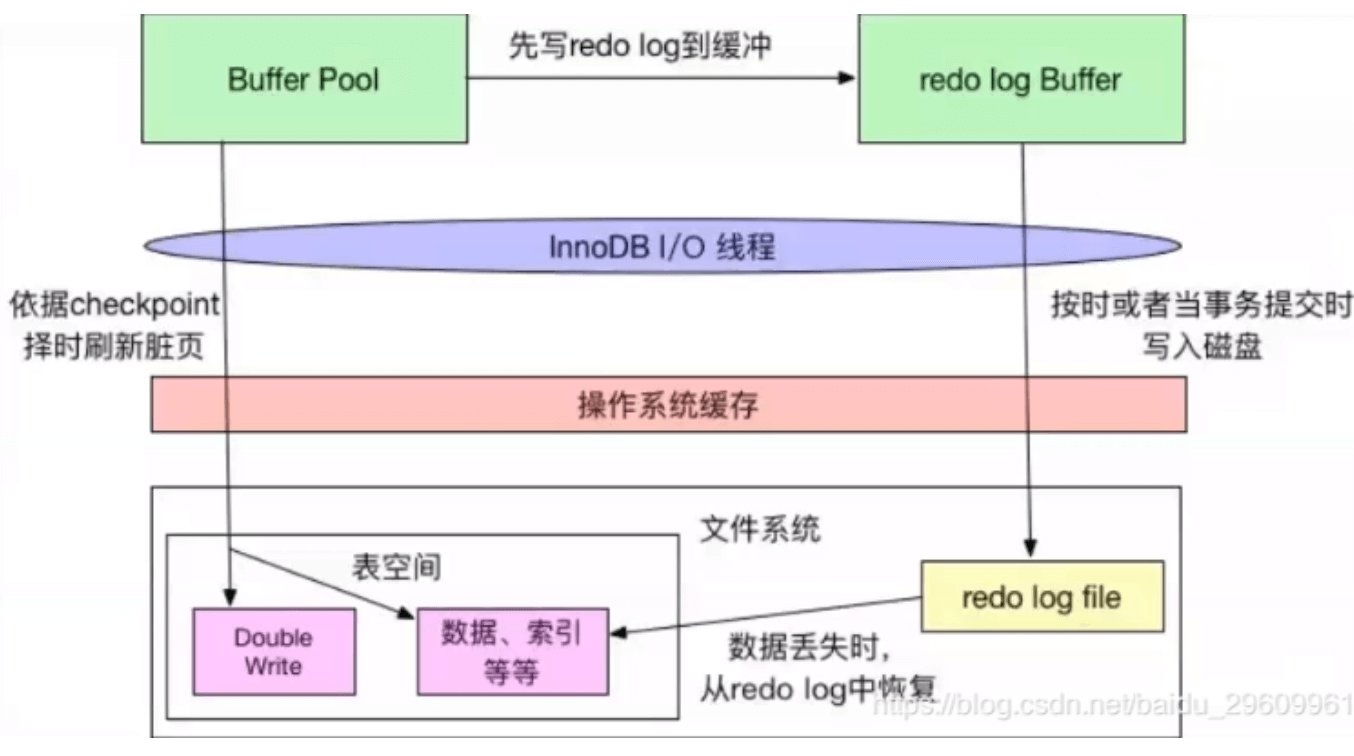 先写redo log到缓冲
Buffer Pool
redo log Buffer
InnoDB I/O 线程
依据checkpoint
择时刷新脏页
按时或者当事务提交时
写入磁盘
操作系统缓存
文件系统
表空间
redo log file
Double
Write
数据、索引
等等
数据丢失时，
从redo log中恢复
https://blog.csdn.net/baidu_29609961